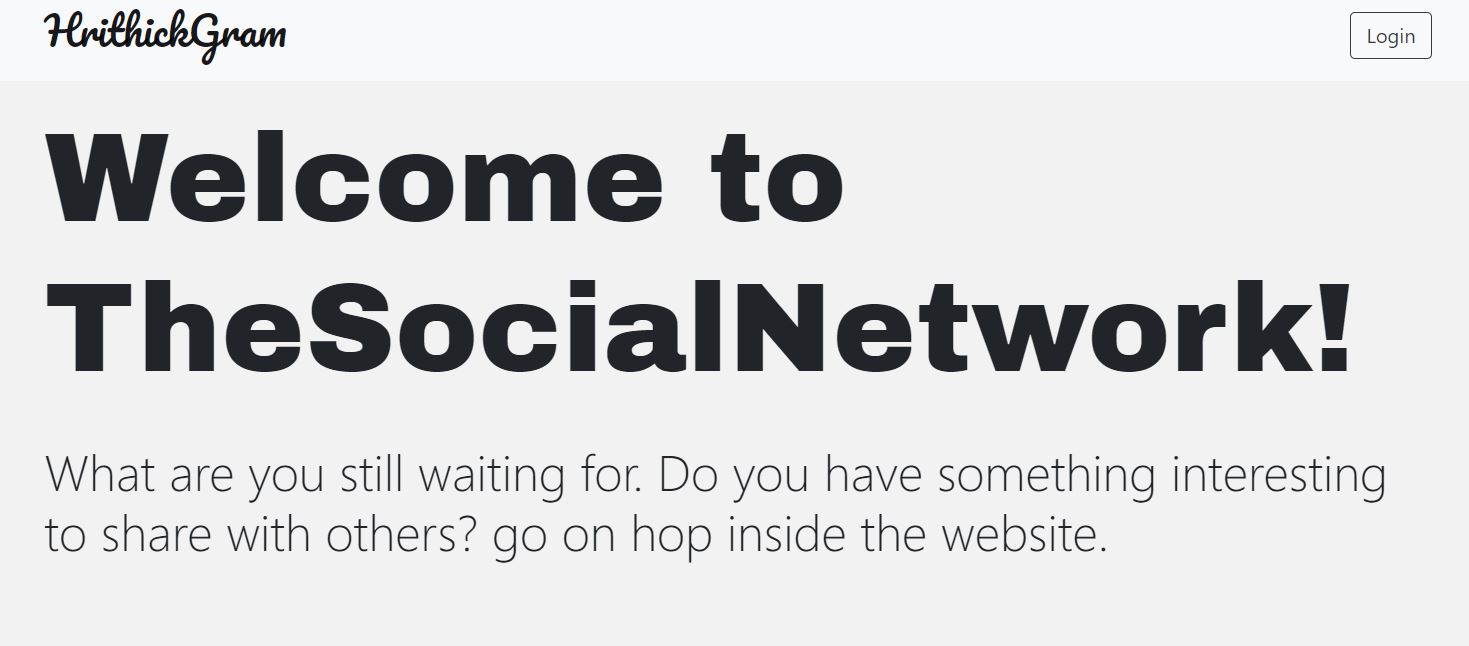 HrithickGram
Login
Welcome to
TheSocialNetwork!
What are you still waiting for. Do you have something interesting
to share with others? go on hop inside the website.